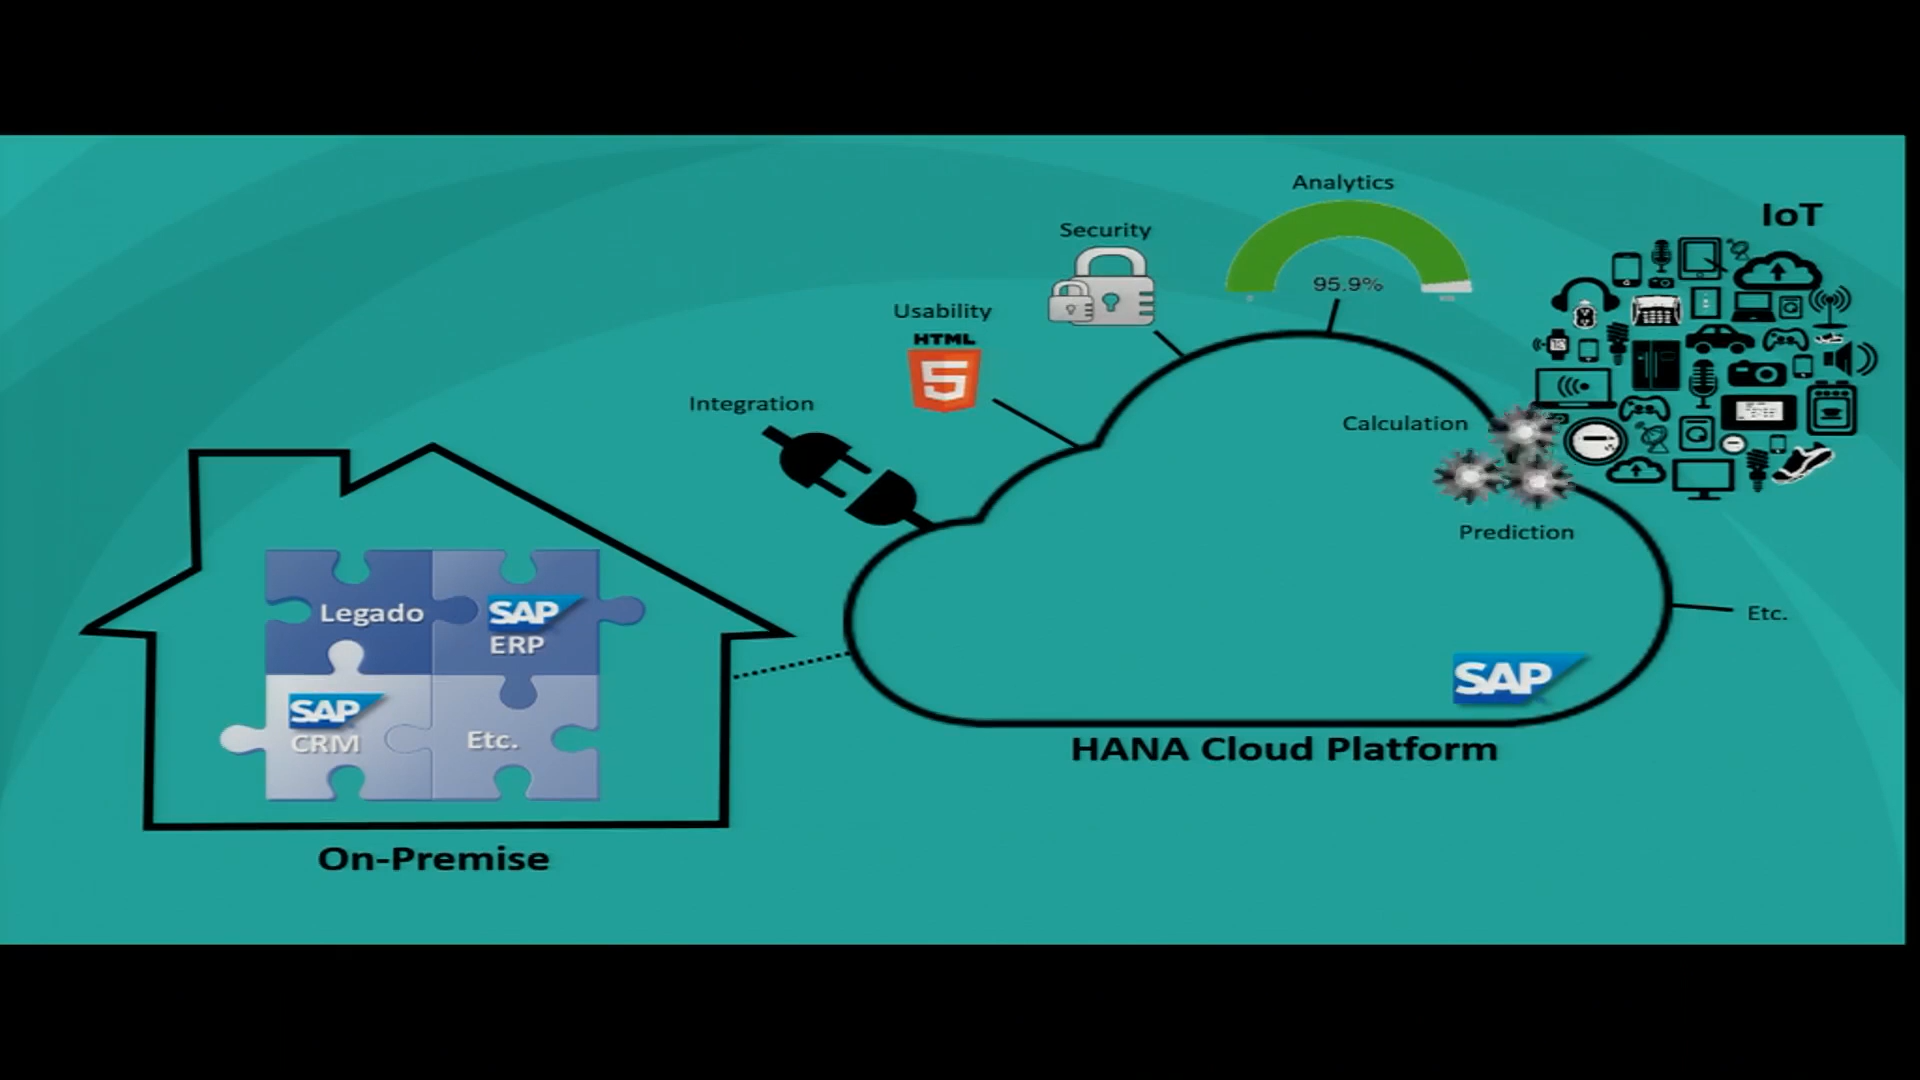 Analytics
IoT
Security
95.9%
Usability
HTML
5
Integration
Calculation
Prediction
Legado
SAP
ERP
SAP
CRM
Etc.
Etc.
SAP
HANA Cloud Platform
On-Premise